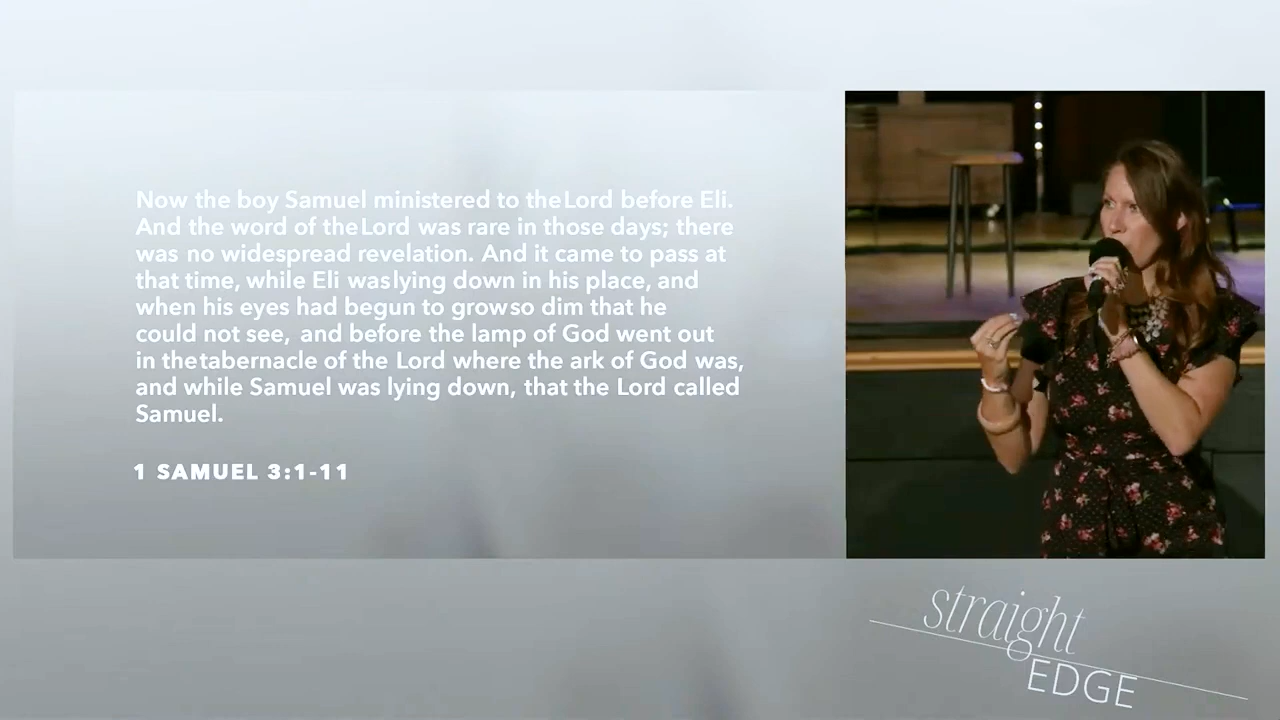 Now the boy Samuel ministered to theLord before Eli.
And the word of theLord was rare in those days; there
was no widespread revelation. And it came to pass at
that time, while Eli waslying down in his place, and
when his eyes had begun to growso dim that he
could not see, and before the lamp of God went out
in thetabernacle of the Lord where the ark of God was,
and while Samuel was lying down, that the Lord called
Samuel.
1 SAMUEL 3:1-11
straight
EDGE